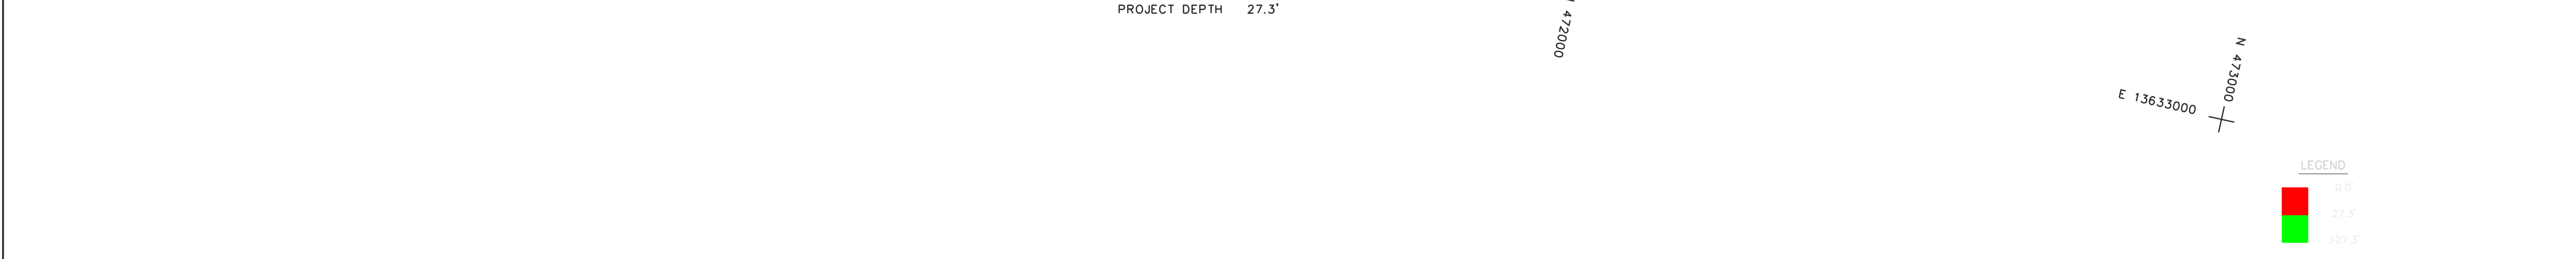 PROJECT DEPTH 27.3'
472000
N 473000
E 13633000
LEGEND
0.0'
27.3'
>27.3'